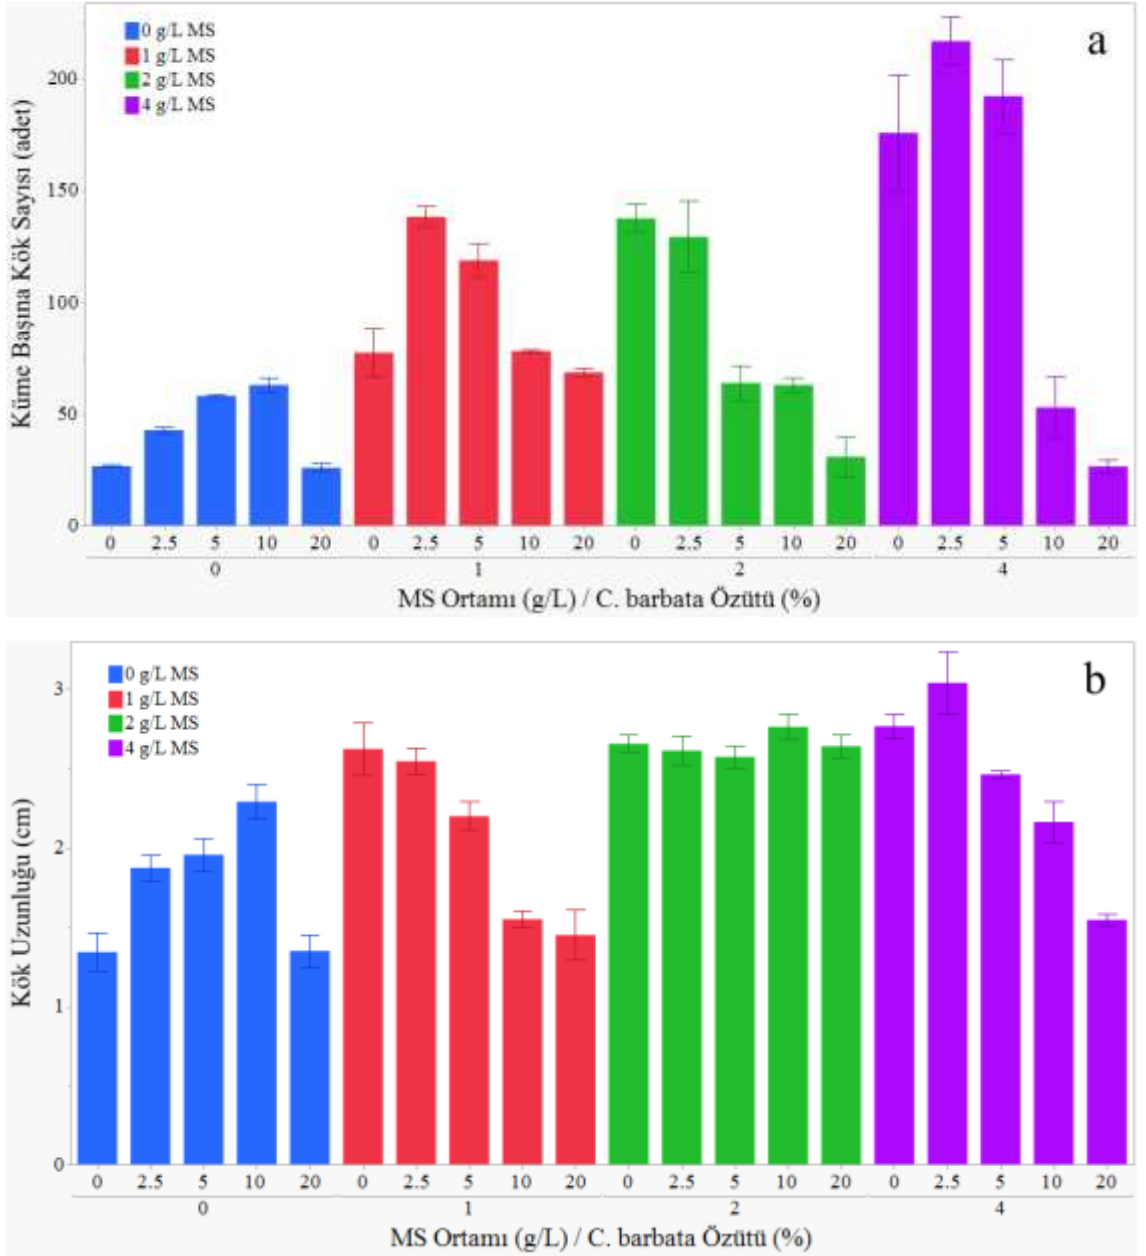 a
0 g/L MS
1 g/L MS
2 g/L MS
4 g/L MS
Küme Başına Kök Sayısı (adet)
200
150
100
50
0
0 2.5 5 10 20 0 2.5 5 10 20 0 2.5 5 10 20 0 2.5 5 10 20
0 1 2 4
MS Ortamı (g/L) / C. barbata Özütü (%)
b
0 g/L MS
1 g/L MS
2 g/L MS
4 g/L MS
Kök Uzunluğu (cm)
3
2
1
0
0 2.5 5 10 20 0 2.5 5 10 20 0 2.5 5 10 20 0 2.5 5 10 20
0 1 2 4
MS Ortamı (g/L) / C. barbata Özütü (%)